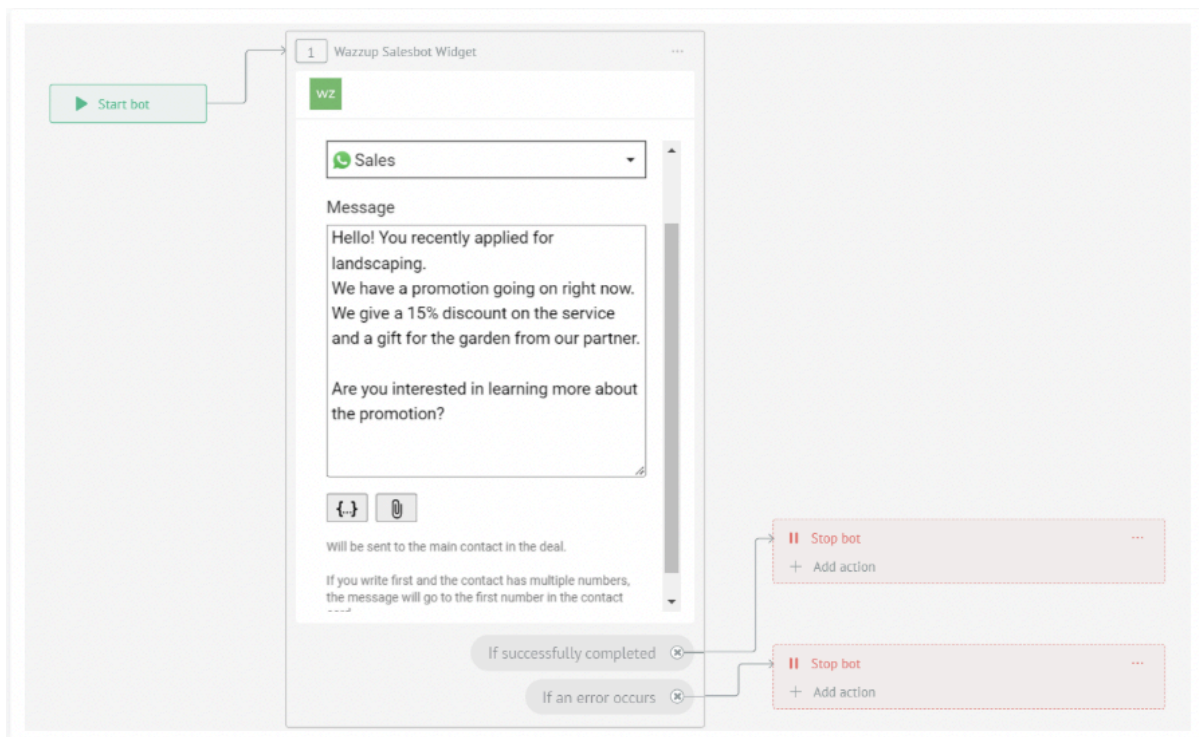 Start bot
1 Wazzup Salesbot Widget
WZ
Sales
Message
Hello! You recently applied for
landscaping.
We have a promotion going on right now.
We give a 15% discount on the service
and a gift for the garden from our partner.
Are you interested in learning more about
the promotion?
{...}
Will be sent to the main contact in the deal.
If you write first and the contact has multiple numbers,
the message will go to the first number in the contact
If successfully completed
If an error occurs
Stop bot
+ Add action
Stop bot
+ Add action